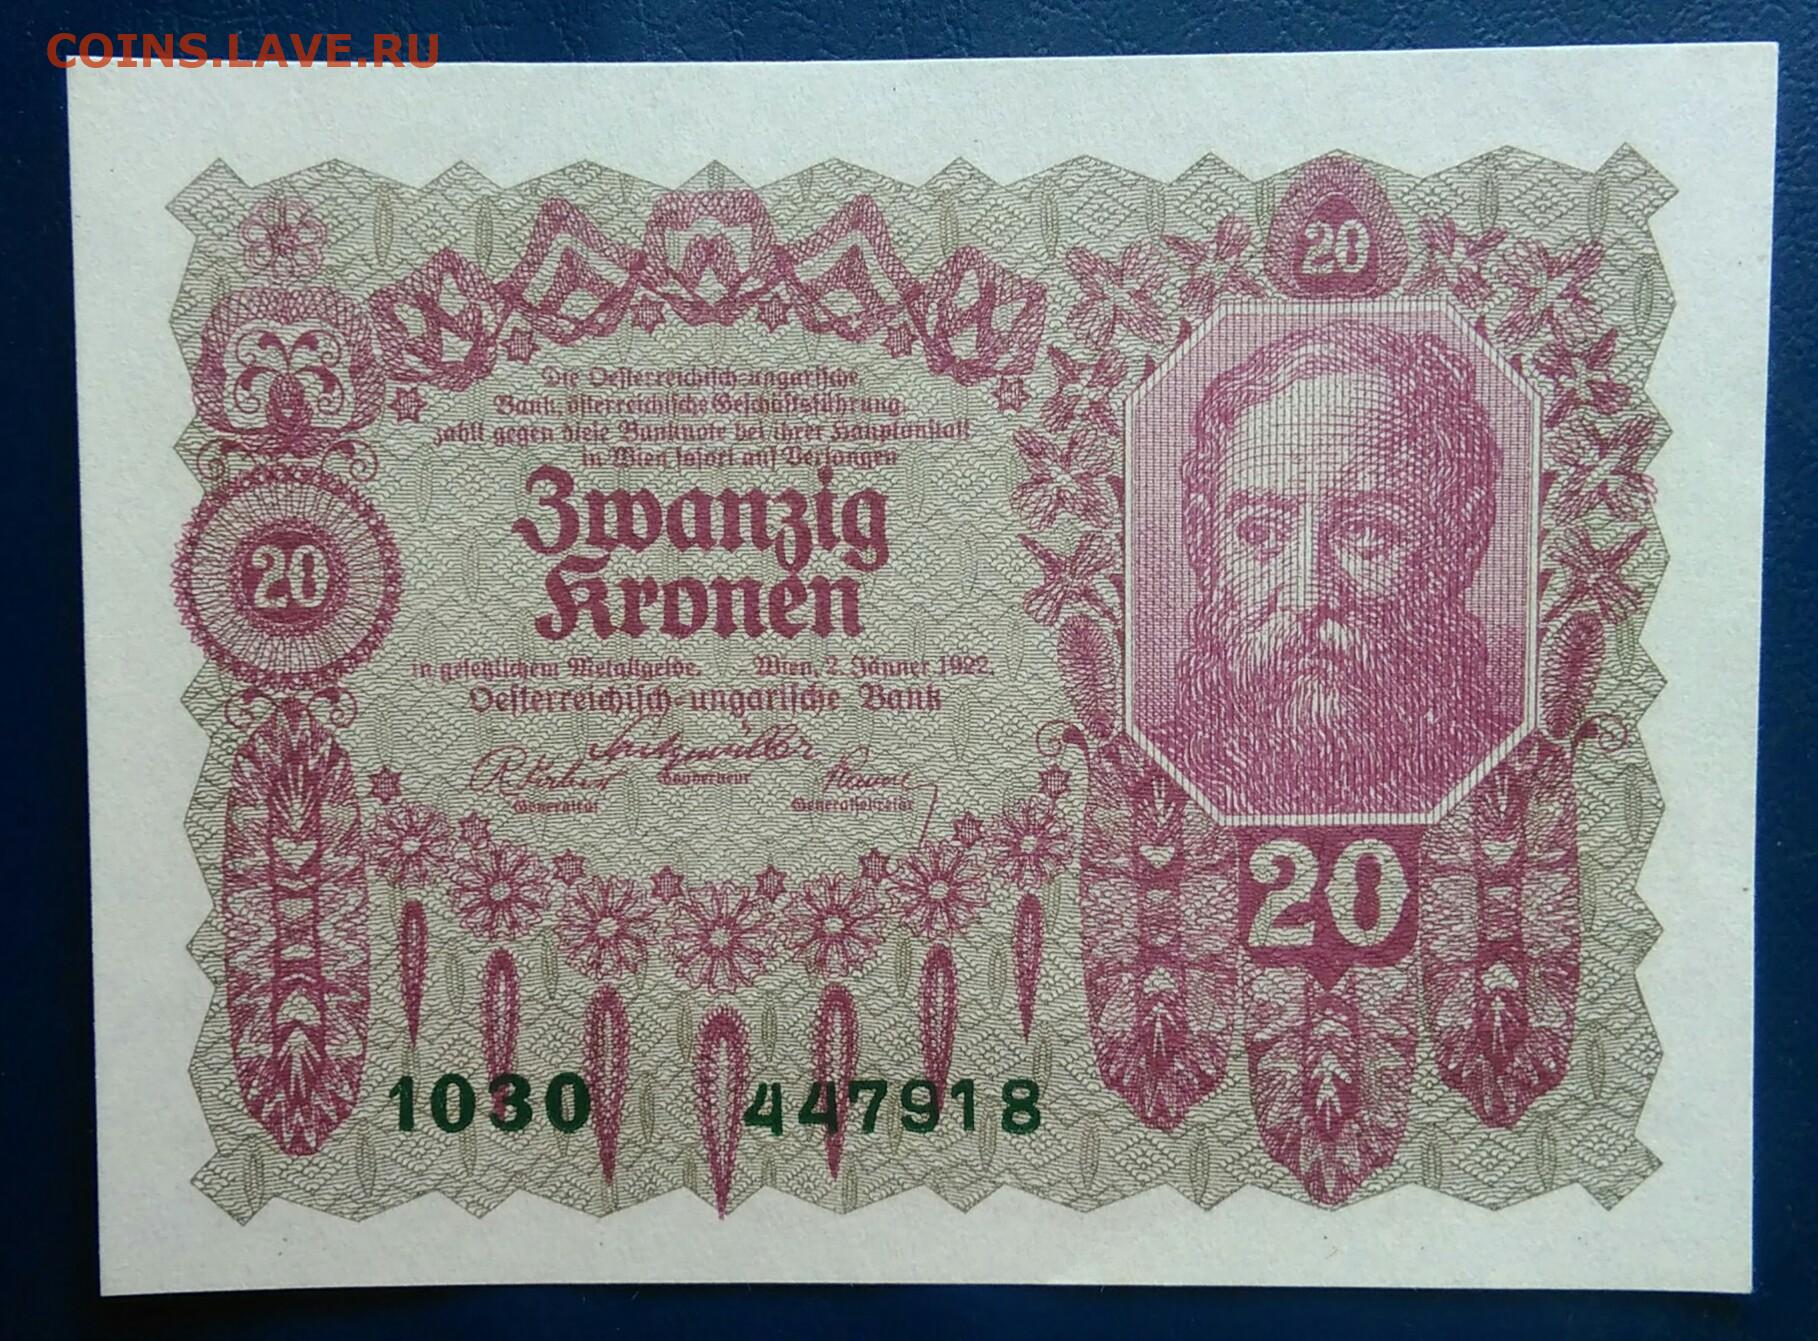 COINS.LAVE.RU
20
Die Oesterreichisch-ungarische
Bank, österreichische Geschäftsführung,
zahlt gegen diese Banknote bei ihrer Hauptanstalt
in Wien sofort auf Verlangen
Zwanzig
Kronen
20
in gesetzlichem Metallgelde. Wien, 2. Jänner 1922.
Oesterreichisch-ungarische Bank
Gouverneur
Generalrat
Generalsekretär
20
1030 447918